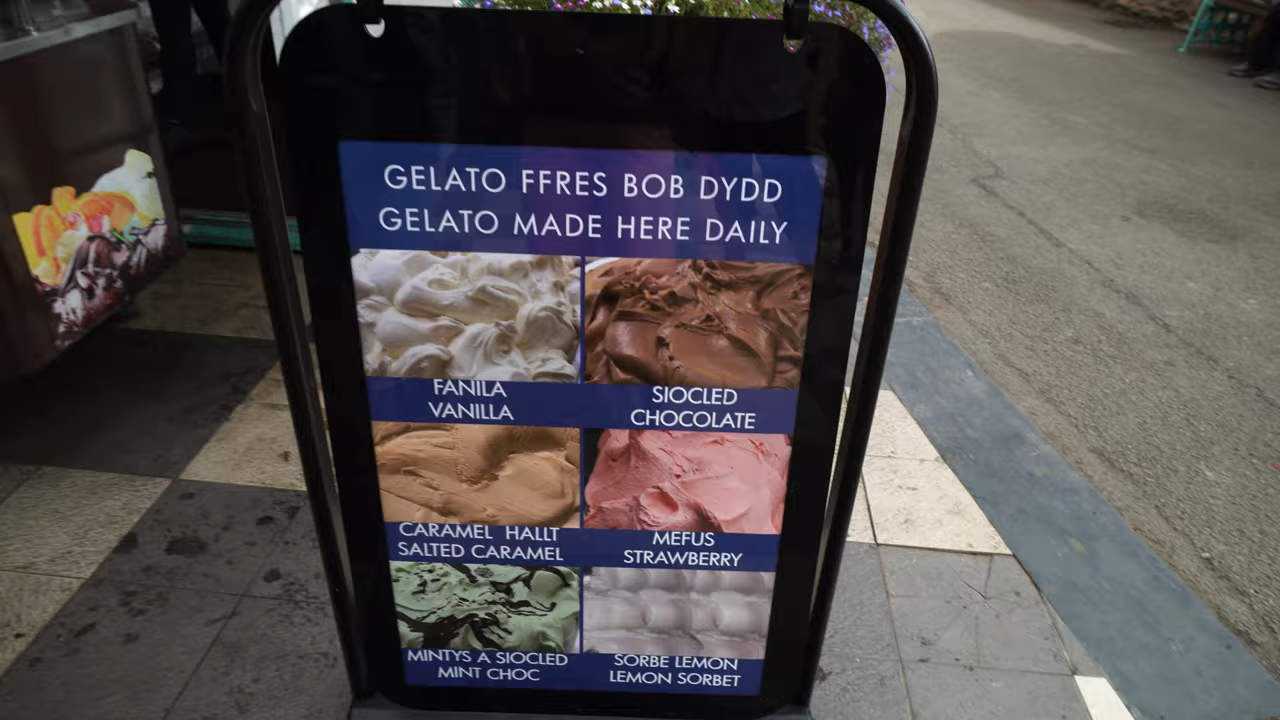 GELATO FFRES BOB DYDD
GELATO MADE HERE DAILY
FANILA
VANILLA
SIOCLED
CHOCOLATE
CARAMEL HALLT
SALTED CARAMEL
MEFUS
STRAWBERRY
MINTYS A SIOCLED
MINT CHOC
SORBE LEMON
LEMON SORBET